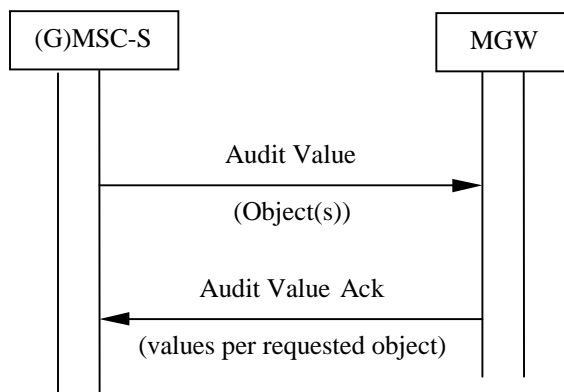 (G)MSC-S
MGW
Audit Value
(Object(s))
Audit Value Ack
(values per requested object)